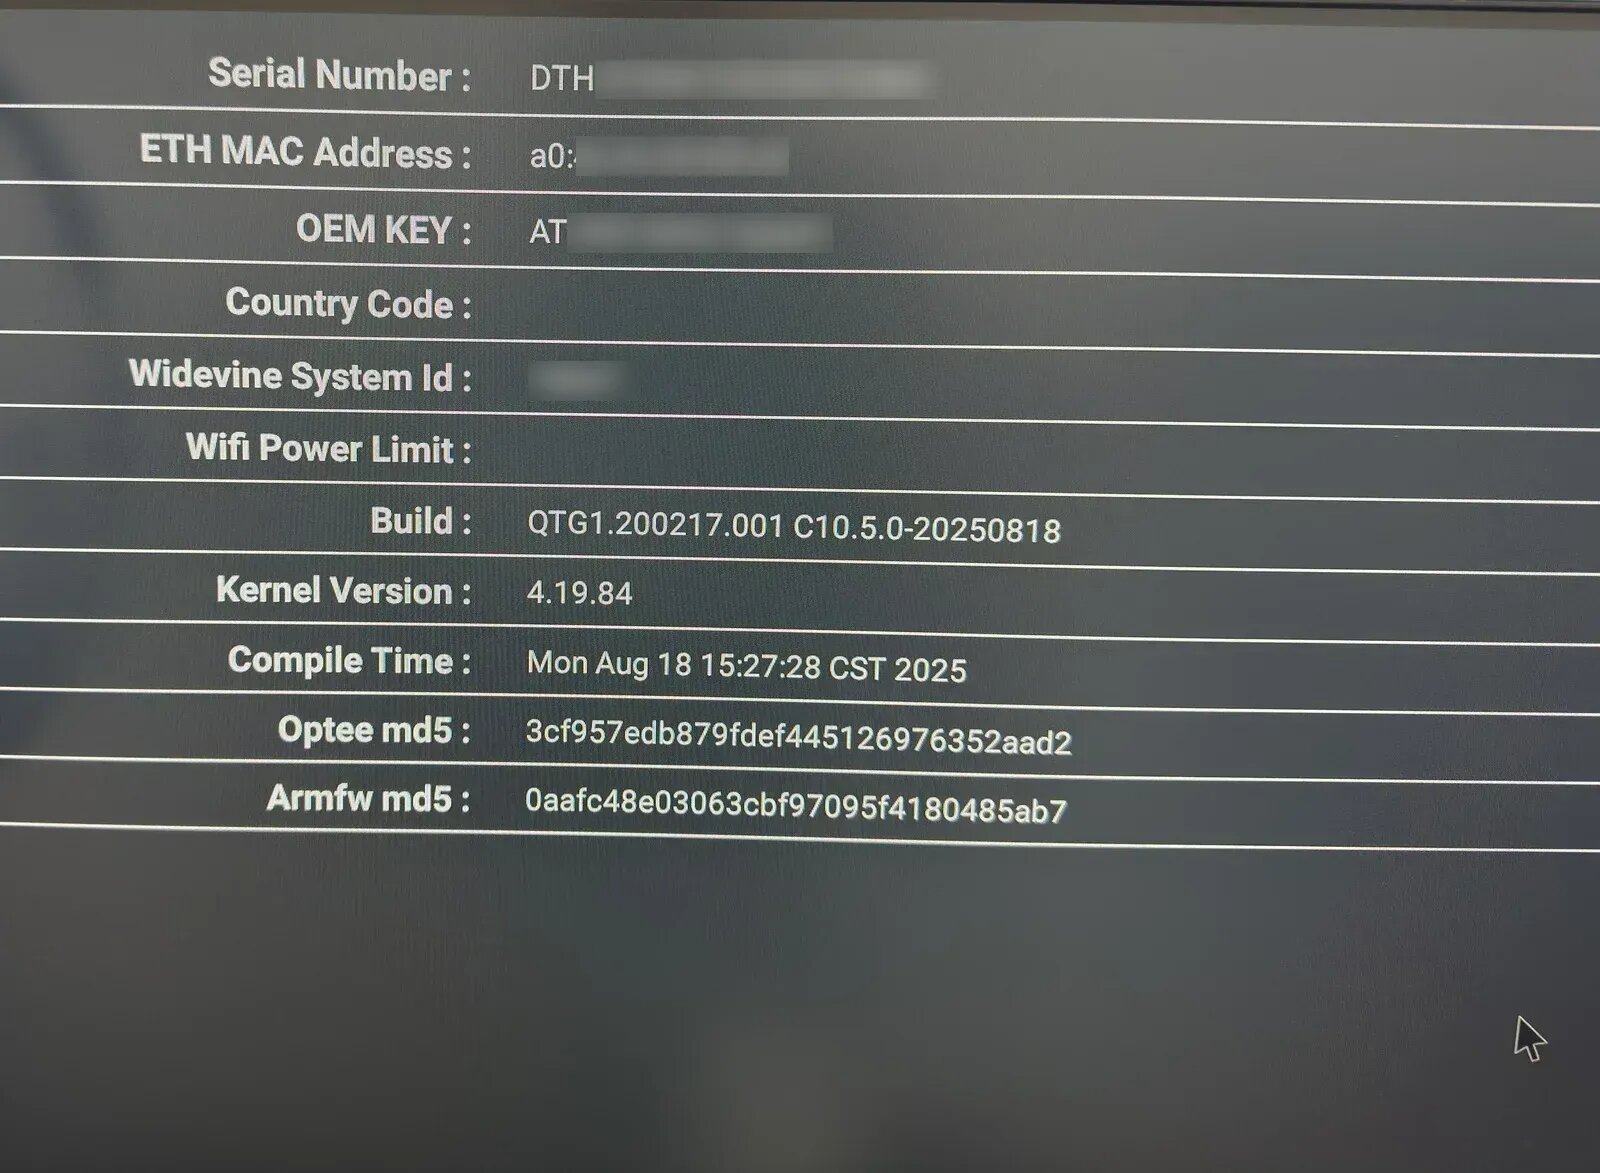 Serial Number : DTH
ETH MAC Address : a0:
OEM KEY : AT
Country Code :
Widevine System Id :
Wifi Power Limit :
Build : QTG1.200217.001 C10.5.0-20250818
Kernel Version : 4.19.84
Compile Time : Mon Aug 18 15:27:28 CST 2025
Optee md5 : 3cf957edb879fdef445126976352aad2
Armfw md5 : 0aafc48e03063cbf97095f4180485ab7